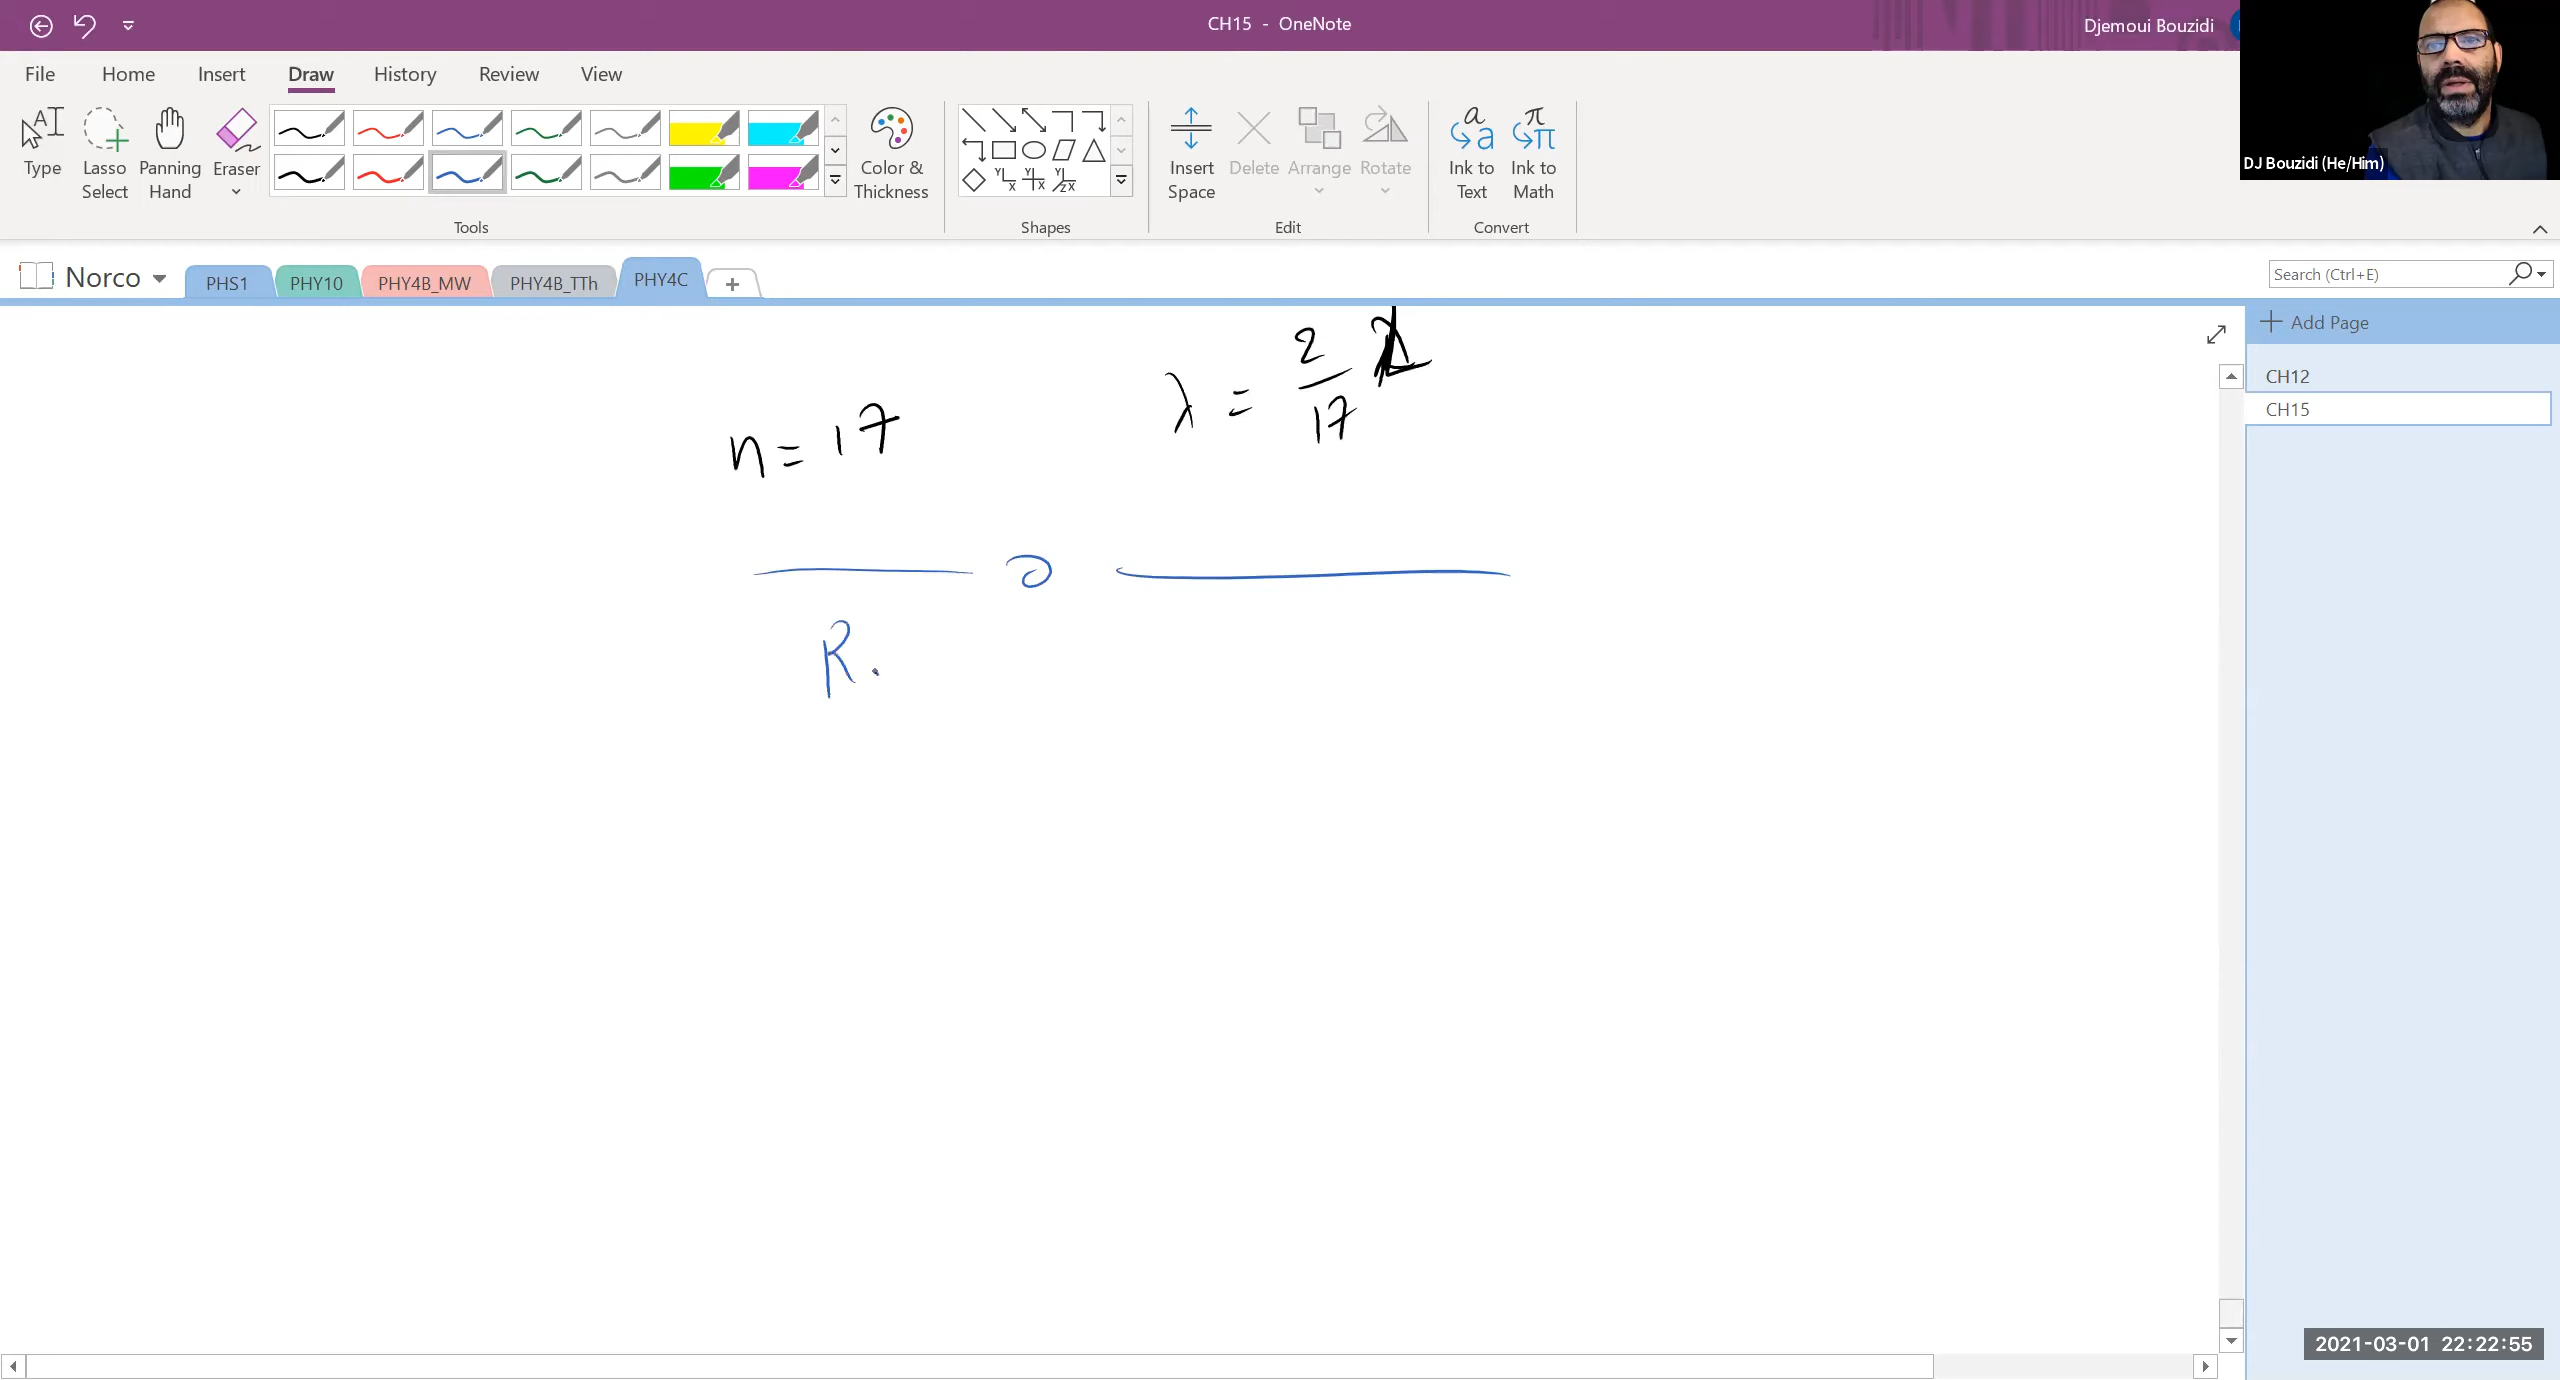 CH15 - OneNote
Djemoui Bouzidi
File Home Insert Draw History Review View
Type
Lasso Select
Panning Hand
Eraser
Color & Thickness
Insert Space
Delete
Arrange
Rotate
a a
Ink to Text
π π
Ink to Math
Tools
Shapes
Edit
Convert
DJ Bouzidi (He/Him)
Norco
PHS1
PHY10
PHY4B_MW
PHY4B_TTh
PHY4C
Search (Ctrl+E)
Add Page
CH12
CH15
n = 17
λ = 2/17
R.
2021-03-01 22:22:55